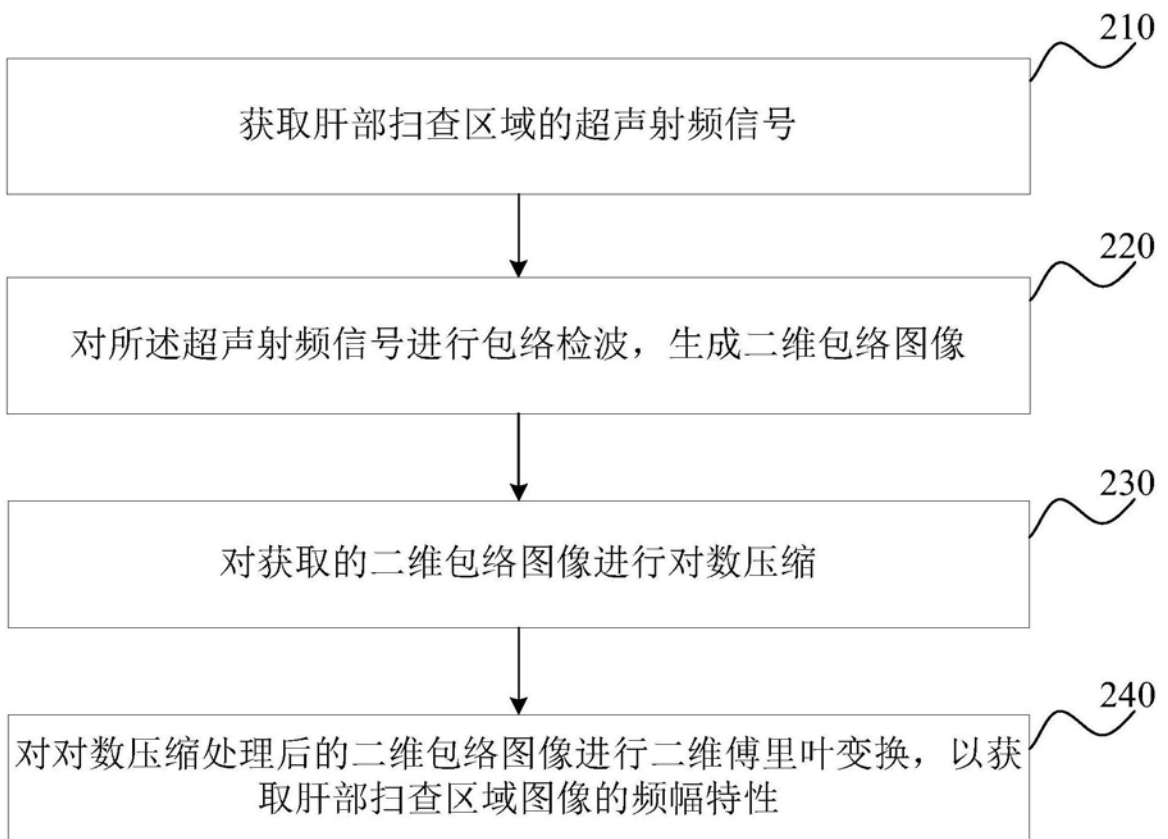 210
获取肝部扫查区域的超声射频信号
220
对所述超声射频信号进行包络检波，生成二维包络图像
230
对获取的二维包络图像进行对数压缩
240
对对数压缩处理后的二维包络图像进行二维傅里叶变换，以获
取肝部扫查区域图像的频幅特性